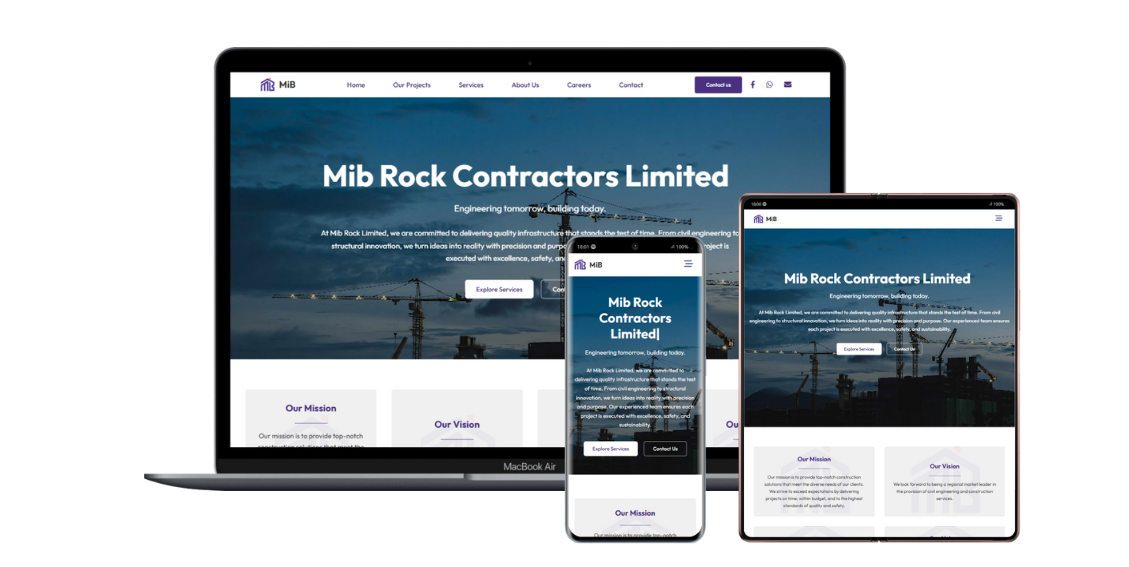 MiB
Home
Our Projects
Services
About Us
Careers
Contact
Contact us
Mib Rock Contractors Limited
Engineering tomorrow, building today.
At Mib Rock Limited, we are committed to delivering quality infrastructure that stands the test of time. From civil engineering to
structural innovation, we turn ideas into reality with precision and
project is
executed with excellence, safety,
Explore Services
Our Mission
Our mission is to provide top-notch
Our Vision
MacBook Air
18:01
100%
MiB
Mib Rock
Contractors
Limited|
Engineering tomorrow, building today.
At Mib Rock Limited, we are committed to
delivering quality infrastructure that stands the test
of time. From civil engineering to structural
innovation, we turn ideas into reality with precision
and purpose. Our experienced team ensures each
project is executed with excellence, safety, and
sustainability.
Explore Services
Contact Us
Our Mission
Our mission is to provide top-notch
100%
MiB
Mib Rock Contractors Limited
Engineering tomorrow, building today.
At Mib Rock Limited, we are committed to delivering quality infrastructure that stands the test of time. From civil
engineering to structural innovation, we turn ideas into reality with precision and purpose. Our experienced team ensures
each project is executed with excellence, safety, and sustainability.
Explore Services
Contact Us
Our Mission
Our mission is to provide top-notch construction
solutions that meet the diverse needs of our clients.
We strive to exceed expectations by delivering
projects on time, within budget, and to the highest
standards of quality and safety.
Our Vision
We look forward to being a regional market leader in
the provision of civil engineering and construction
services.